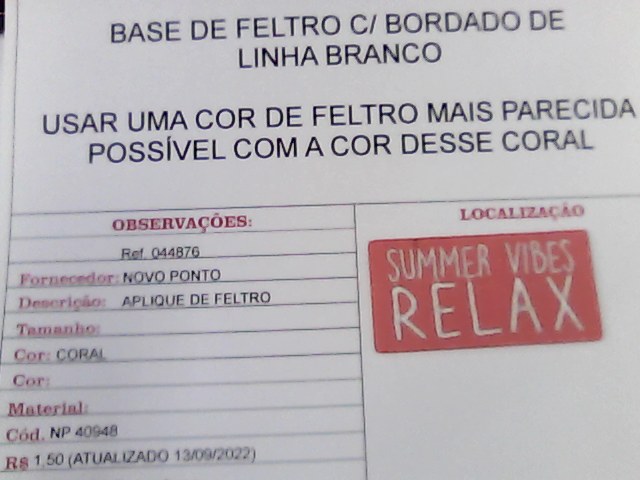 BASE DE FELTRO C/ BORDADO DE
LINHA BRANCO
USAR UMA COR DE FELTRO MAIS PARECIDA
POSSÍVEL COM A COR DESSE CORAL
OBSERVAÇÕES:
Ref. 044876
Fornecedor: NOVO PONTO
Descrição: APLIQUE DE FELTRO
Tamanho:
Cor: CORAL
Cor:
Material:
Cód. NP 40948
R$ 1,50 (ATUALIZADO 13/09/2022)
LOCALIZAÇÃO
SUMMER VIBES
RELAX